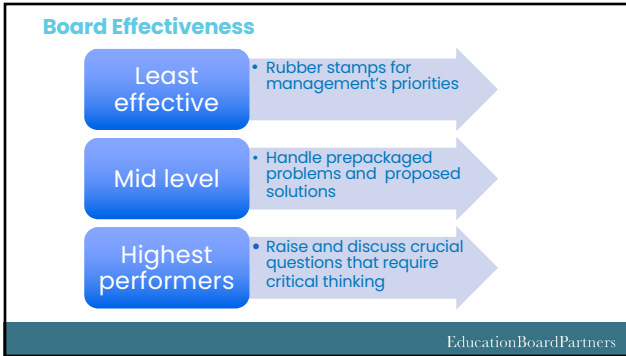 Board Effectiveness
Least
effective
• Rubber stamps for
management's priorities
Mid level
• Handle prepackaged
problems and proposed
solutions
Highest
performers
• Raise and discuss crucial
questions that require
critical thinking
EducationBoardPartners